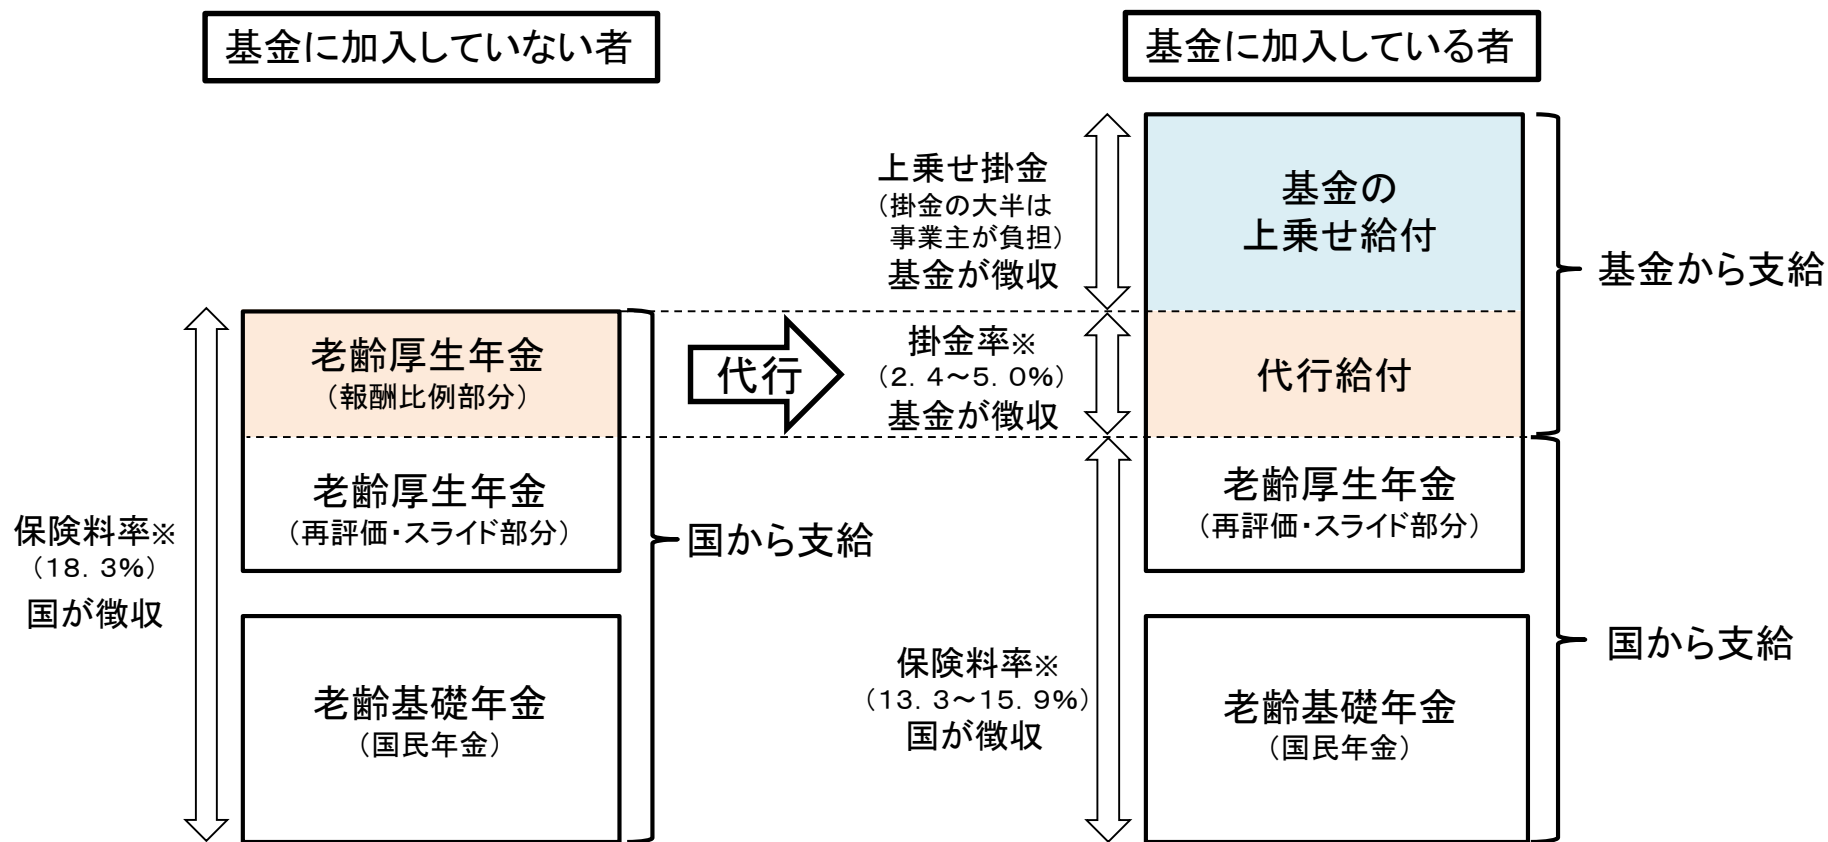 基金に加入していない者
老齢厚生年金
（報酬比例部分）
老齢厚生年金
（再評価・スライド部分）
老齢基礎年金
（国民年金）
保険料率※
（18．3%）
国が徴収
国から支給
代行
基金に加入している者
上乗せ掛金
（掛金の大半は
事業主が負担）
基金が徴収
掛金率※
（2．4～5．0%）
基金が徴収
保険料率※
（13．3～15．9%）
国が徴収
基金の
上乗せ給付
代行給付
老齢厚生年金
（再評価・スライド部分）
老齢基礎年金
（国民年金）
基金から支給
国から支給